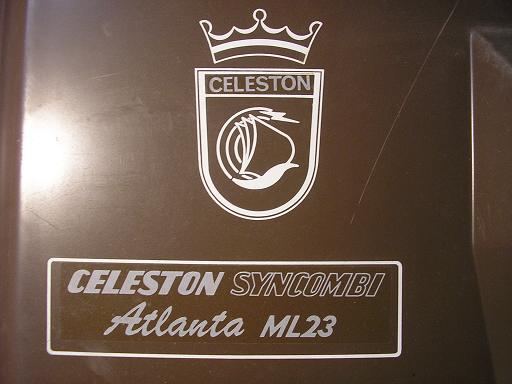 CELESTON
CELESTON SYNCOMBI
Atlanta ML23